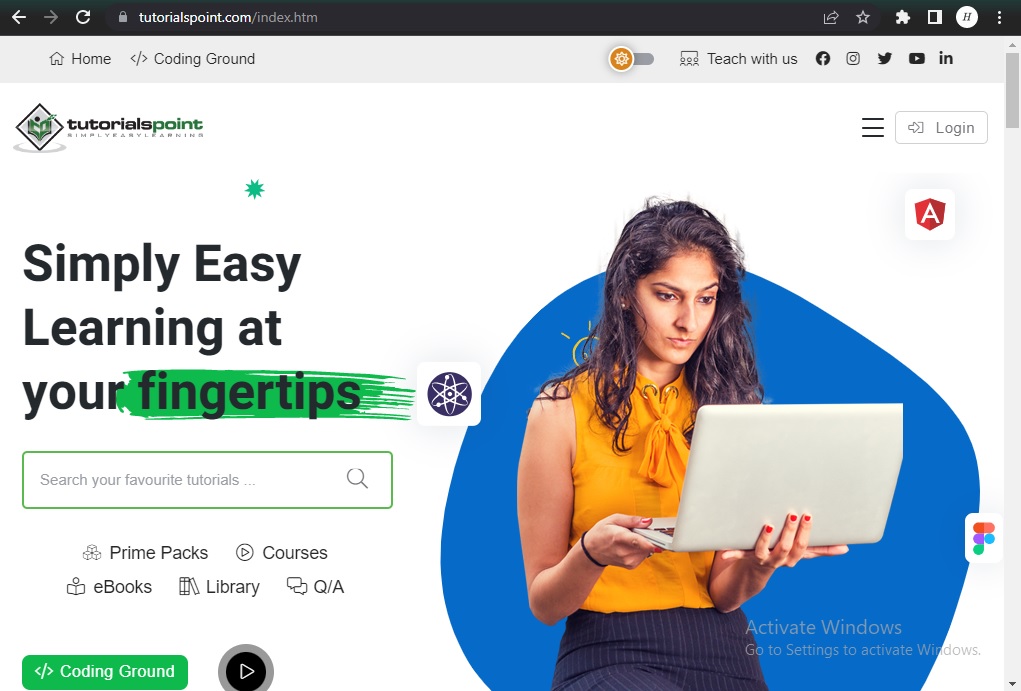 tutorialspoint.com/index.htm
H
Home
</> Coding Ground
Teach with us
tutorialspoint
SIMPLYEASYLEARNING
Login
Simply Easy
Learning at
your fingertips
Search your favourite tutorials ...
Prime Packs
Courses
eBooks
Library
Q/A
Activate Windows
Go to Settings to activate Windows.
</> Coding Ground